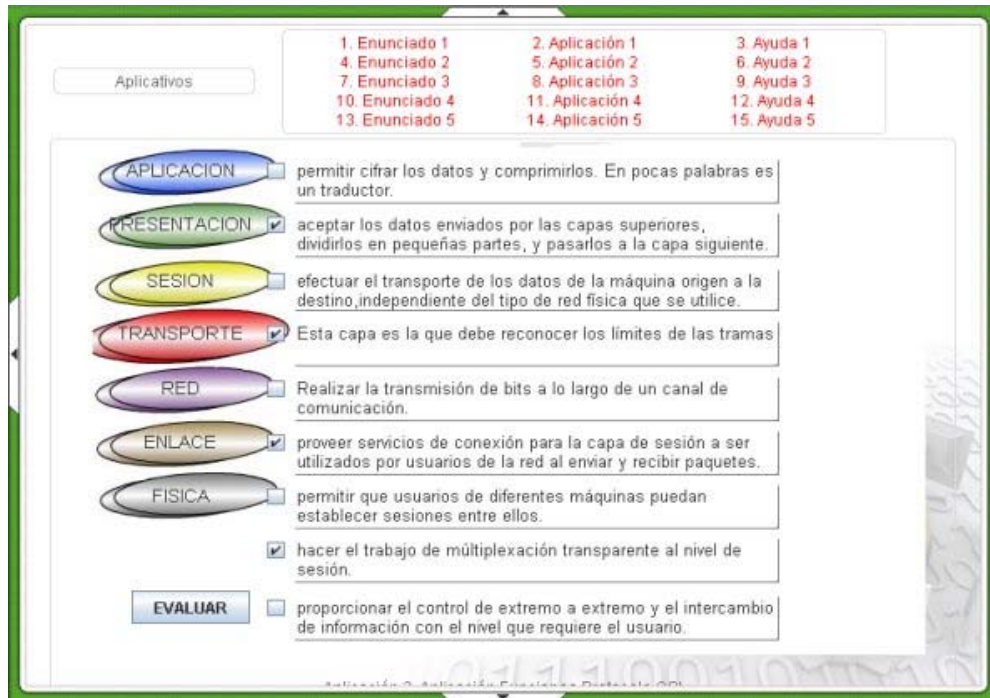 1. Enunciado 1 2. Aplicación 1 3. Ayuda 1
4. Enunciado 2 5. Aplicación 2 6. Ayuda 2
Aplicativos
7. Enunciado 3 8. Aplicación 3 9. Ayuda 3
10. Enunciado 4 11. Aplicación 4 12. Ayuda 4
13. Enunciado 5 14. Aplicación 5 15. Ayuda 5
APLICACION
permitir cifrar los datos y comprimirlos. En pocas palabras es
un traductor.
PRESENTACION
aceptar los datos enviados por las capas superiores,
dividirlos en pequeñas partes, y pasarlos a la capa siguiente.
SESION
efectuar el transporte de los datos de la máquina origen a la
destino,independiente del tipo de red física que se utilice.
TRANSPORTE
Esta capa es la que debe reconocer los límites de las tramas
RED
Realizar la transmisión de bits a lo largo de un canal de
comunicación.
ENLACE
proveer servicios de conexión para la capa de sesión a ser
utilizados por usuarios de la red al enviar y recibir paquetes.
FISICA
permitir que usuarios de diferentes máquinas puedan
establecer sesiones entre ellos.
hacer el trabajo de múltiplexación transparente al nivel de
sesión.
EVALUAR
proporcionar el control de extremo a extremo y el intercambio
de información con el nivel que requiere el usuario.